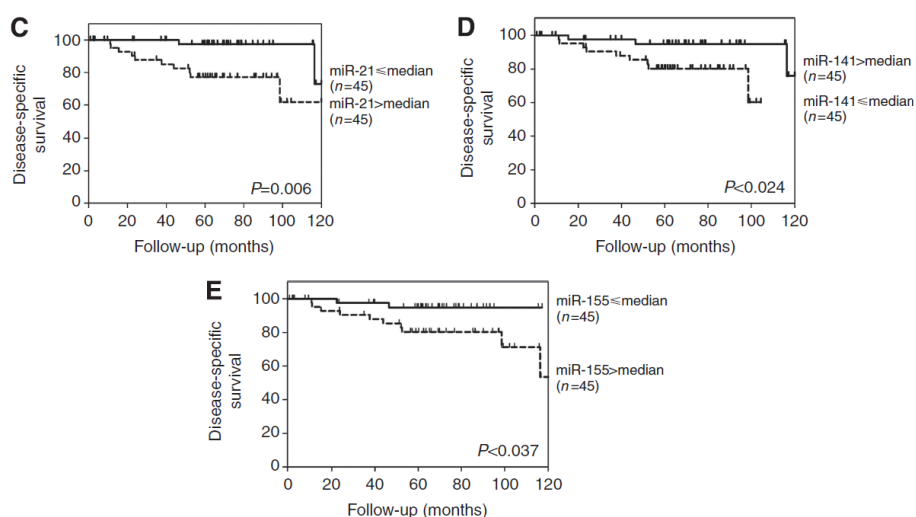 C
Disease-specific
survival
100
80
60
40
20
0
0 20 40 60 80 100 120
Follow-up (months)
P=0.006
miR-21⩽median
(n=45)
miR-21>median
(n=45)
D
Disease-specific
survival
100
80
60
40
20
0
0 20 40 60 80 100 120
Follow-up (months)
P<0.024
miR-141>median
(n=45)
miR-141⩽median
(n=45)
E
Disease-specific
survival
100
80
60
40
20
0
0 20 40 60 80 100 120
Follow-up (months)
P<0.037
miR-155⩽median
(n=45)
miR-155>median
(n=45)